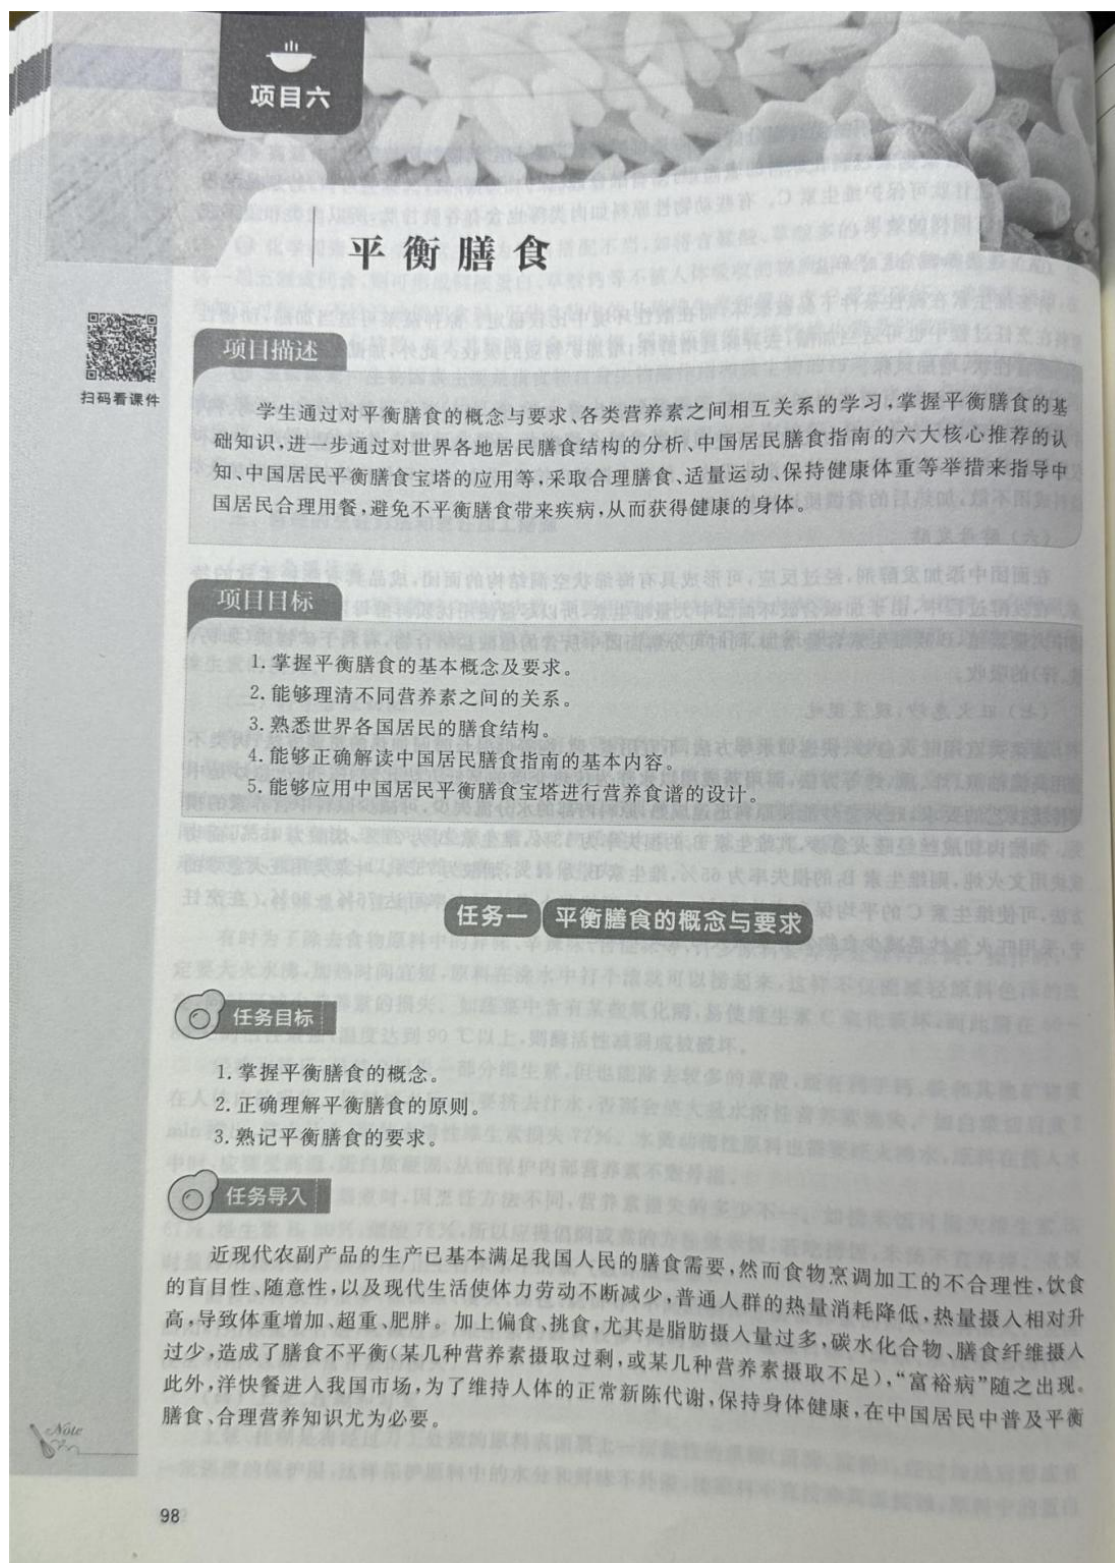 项目六
平衡膳食
扫码看课件
项目描述
学生通过对平衡膳食的概念与要求、各类营养素之间相互关系的学习,掌握平衡膳食的基
础知识,进一步通过对世界各地居民膳食结构的分析、中国居民膳食指南的六大核心推荐的认
知、中国居民平衡膳食宝塔的应用等,采取合理膳食、适量运动、保持健康体重等举措来指导中
国居民合理用餐,避免不平衡膳食带来疾病,从而获得健康的身体。
项目目标
1. 掌握平衡膳食的基本概念及要求。
2. 能够理清不同营养素之间的关系。
3. 熟悉世界各国居民的膳食结构。
4. 能够正确解读中国居民膳食指南的基本内容。
5. 能够应用中国居民平衡膳食宝塔进行营养食谱的设计。
任务一 平衡膳食的概念与要求
任务目标
1. 掌握平衡膳食的概念。
2. 正确理解平衡膳食的原则。
3. 熟记平衡膳食的要求。
任务导入
近现代农副产品的生产已基本满足我国人民的膳食需要,然而食物烹调加工的不合理性,饮食
的盲目性、随意性,以及现代生活使体力劳动不断减少,普通人群的热量消耗降低,热量摄入相对升
高,导致体重增加、超重、肥胖。加上偏食、挑食,尤其是脂肪摄入量过多,碳水化合物、膳食纤维摄入
过少,造成了膳食不平衡(某几种营养素摄取过剩,或某几种营养素摄取不足),“富裕病”随之出现。
此外,洋快餐进入我国市场,为了维持人体的正常新陈代谢,保持身体健康,在中国居民中普及平衡
膳食、合理营养知识尤为必要。
Note
98